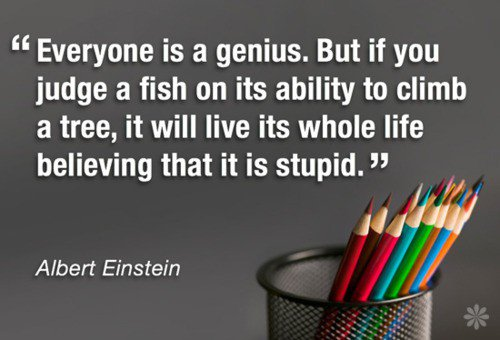 “Everyone is a genius. But if you
judge a fish on its ability to climb
a tree, it will live its whole life
believing that it is stupid.”
Albert Einstein